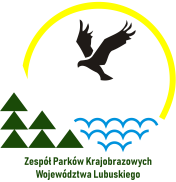 Zespół Parków Krajobrazowych
Województwa Lubuskiego